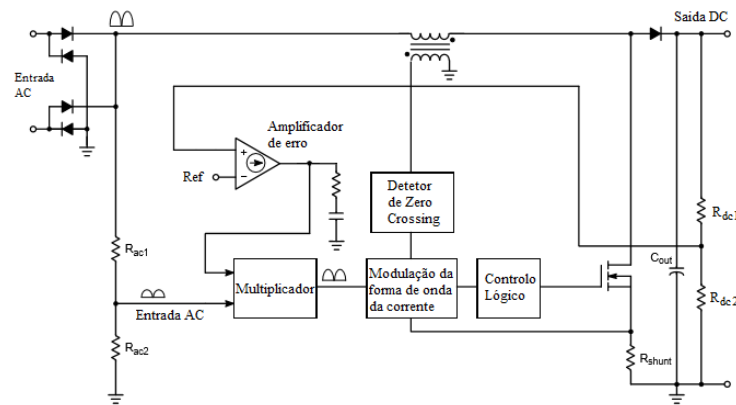 Saida DC
Entrada
AC
Amplificador
de erro
Ref
+
−
Detetor
de Zero
Crossing
Rdc1
Rac1
Cout
Multiplicador
Modulação da
forma de onda
da corrente
Controlo
Lógico
Rdc2
Entrada AC
Rac2
Rshunt